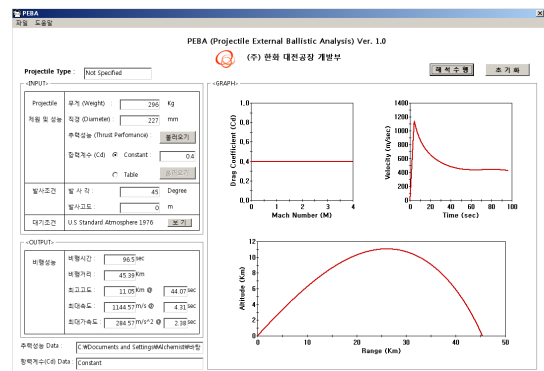 PEBA
파일 도움말
PEBA (Projectile External Ballistic Analysis) Ver. 1.0
(주) 한화 대전공장 개발부
Projectile Type : Not Specified
해 석 수 행 초 기 화
<INPUT>
Projectile
제원 및 성능
무게 (Weight) : 296 Kg
직경 (Diameter) : 227 mm
추력성능 (Thrust Perfomance) : 불러오기
항력계수 (Cd) Constant : 0.4
Table 불러오기
발사조건
발 사 각 : 45 Degree
발사고도 : 0 m
대기조건 U.S Standard Atmosphere 1976 보 기
<OUTPUT>
비행성능
비행시간 : 96.5 sec
비행거리 : 45.39 Km
최고고도 : 11.05 Km @ 44.07 sec
최대속도 : 1144.57 m/s @ 4.31 sec
최대가속도 : 284.57 m/s^2 @ 2.38 sec
추력성능 Data : C:₩Documents and Settings₩Alchemist₩바탕
항력계수(Cd) Data : Constant
<GRAPH>
Drag Coefficient (Cd)
1.0
0.8
0.6
0.4
0.2
0.0
0 1 2 3 4
Mach Number (M)
Velocity (m/sec)
1400
1200
1000
800
600
400
200
0
0 20 40 60 80 100
Time (sec)
Altitude (Km)
12
10
8
6
4
2
0
0 10 20 30 40 50
Range (Km)